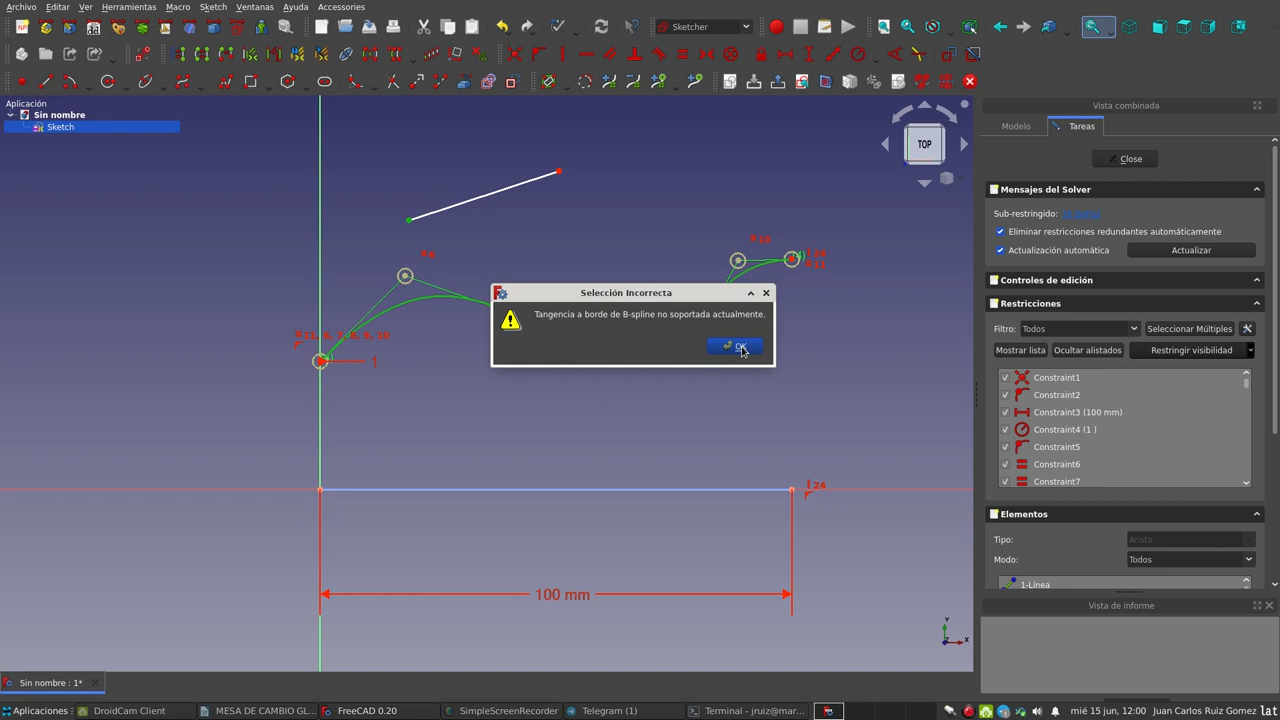 Archivo Editar Ver Herramientas Macro Sketch Ventanas Ayuda Accessories
Sketcher
Aplicación
Sin nombre
Sketch
TOP
Vista combinada
Modelo
Tareas
Close
Mensajes del Solver
Sub-restringido:
Eliminar restricciones redundantes automáticamente
Actualización automática
Actualizar
Controles de edición
Restricciones
Filtro:
Todos
Seleccionar Múltiples
Mostrar lista
Ocultar alistados
Restringir visibilidad
Constraint1
Constraint2
Constraint3 (100 mm)
Constraint4 (1 )
Constraint5
Constraint6
Constraint7
Elementos
Tipo:
Arista
Modo:
Todos
1-Línea
Vista de informe
Selección Incorrecta
Tangencia a borde de B-spline no soportada actualmente.
OK
1
24
100 mm
Y
X
Sin nombre : 1*
Aplicaciones
DroidCam Client
MESA DE CAMBIO GL...
FreeCAD 0.20
SimpleScreenRecorder
Telegram (1)
Terminal - jruiz@mar...
mié 15 jun, 12:00
Juan Carlos Ruiz Gomez
lat